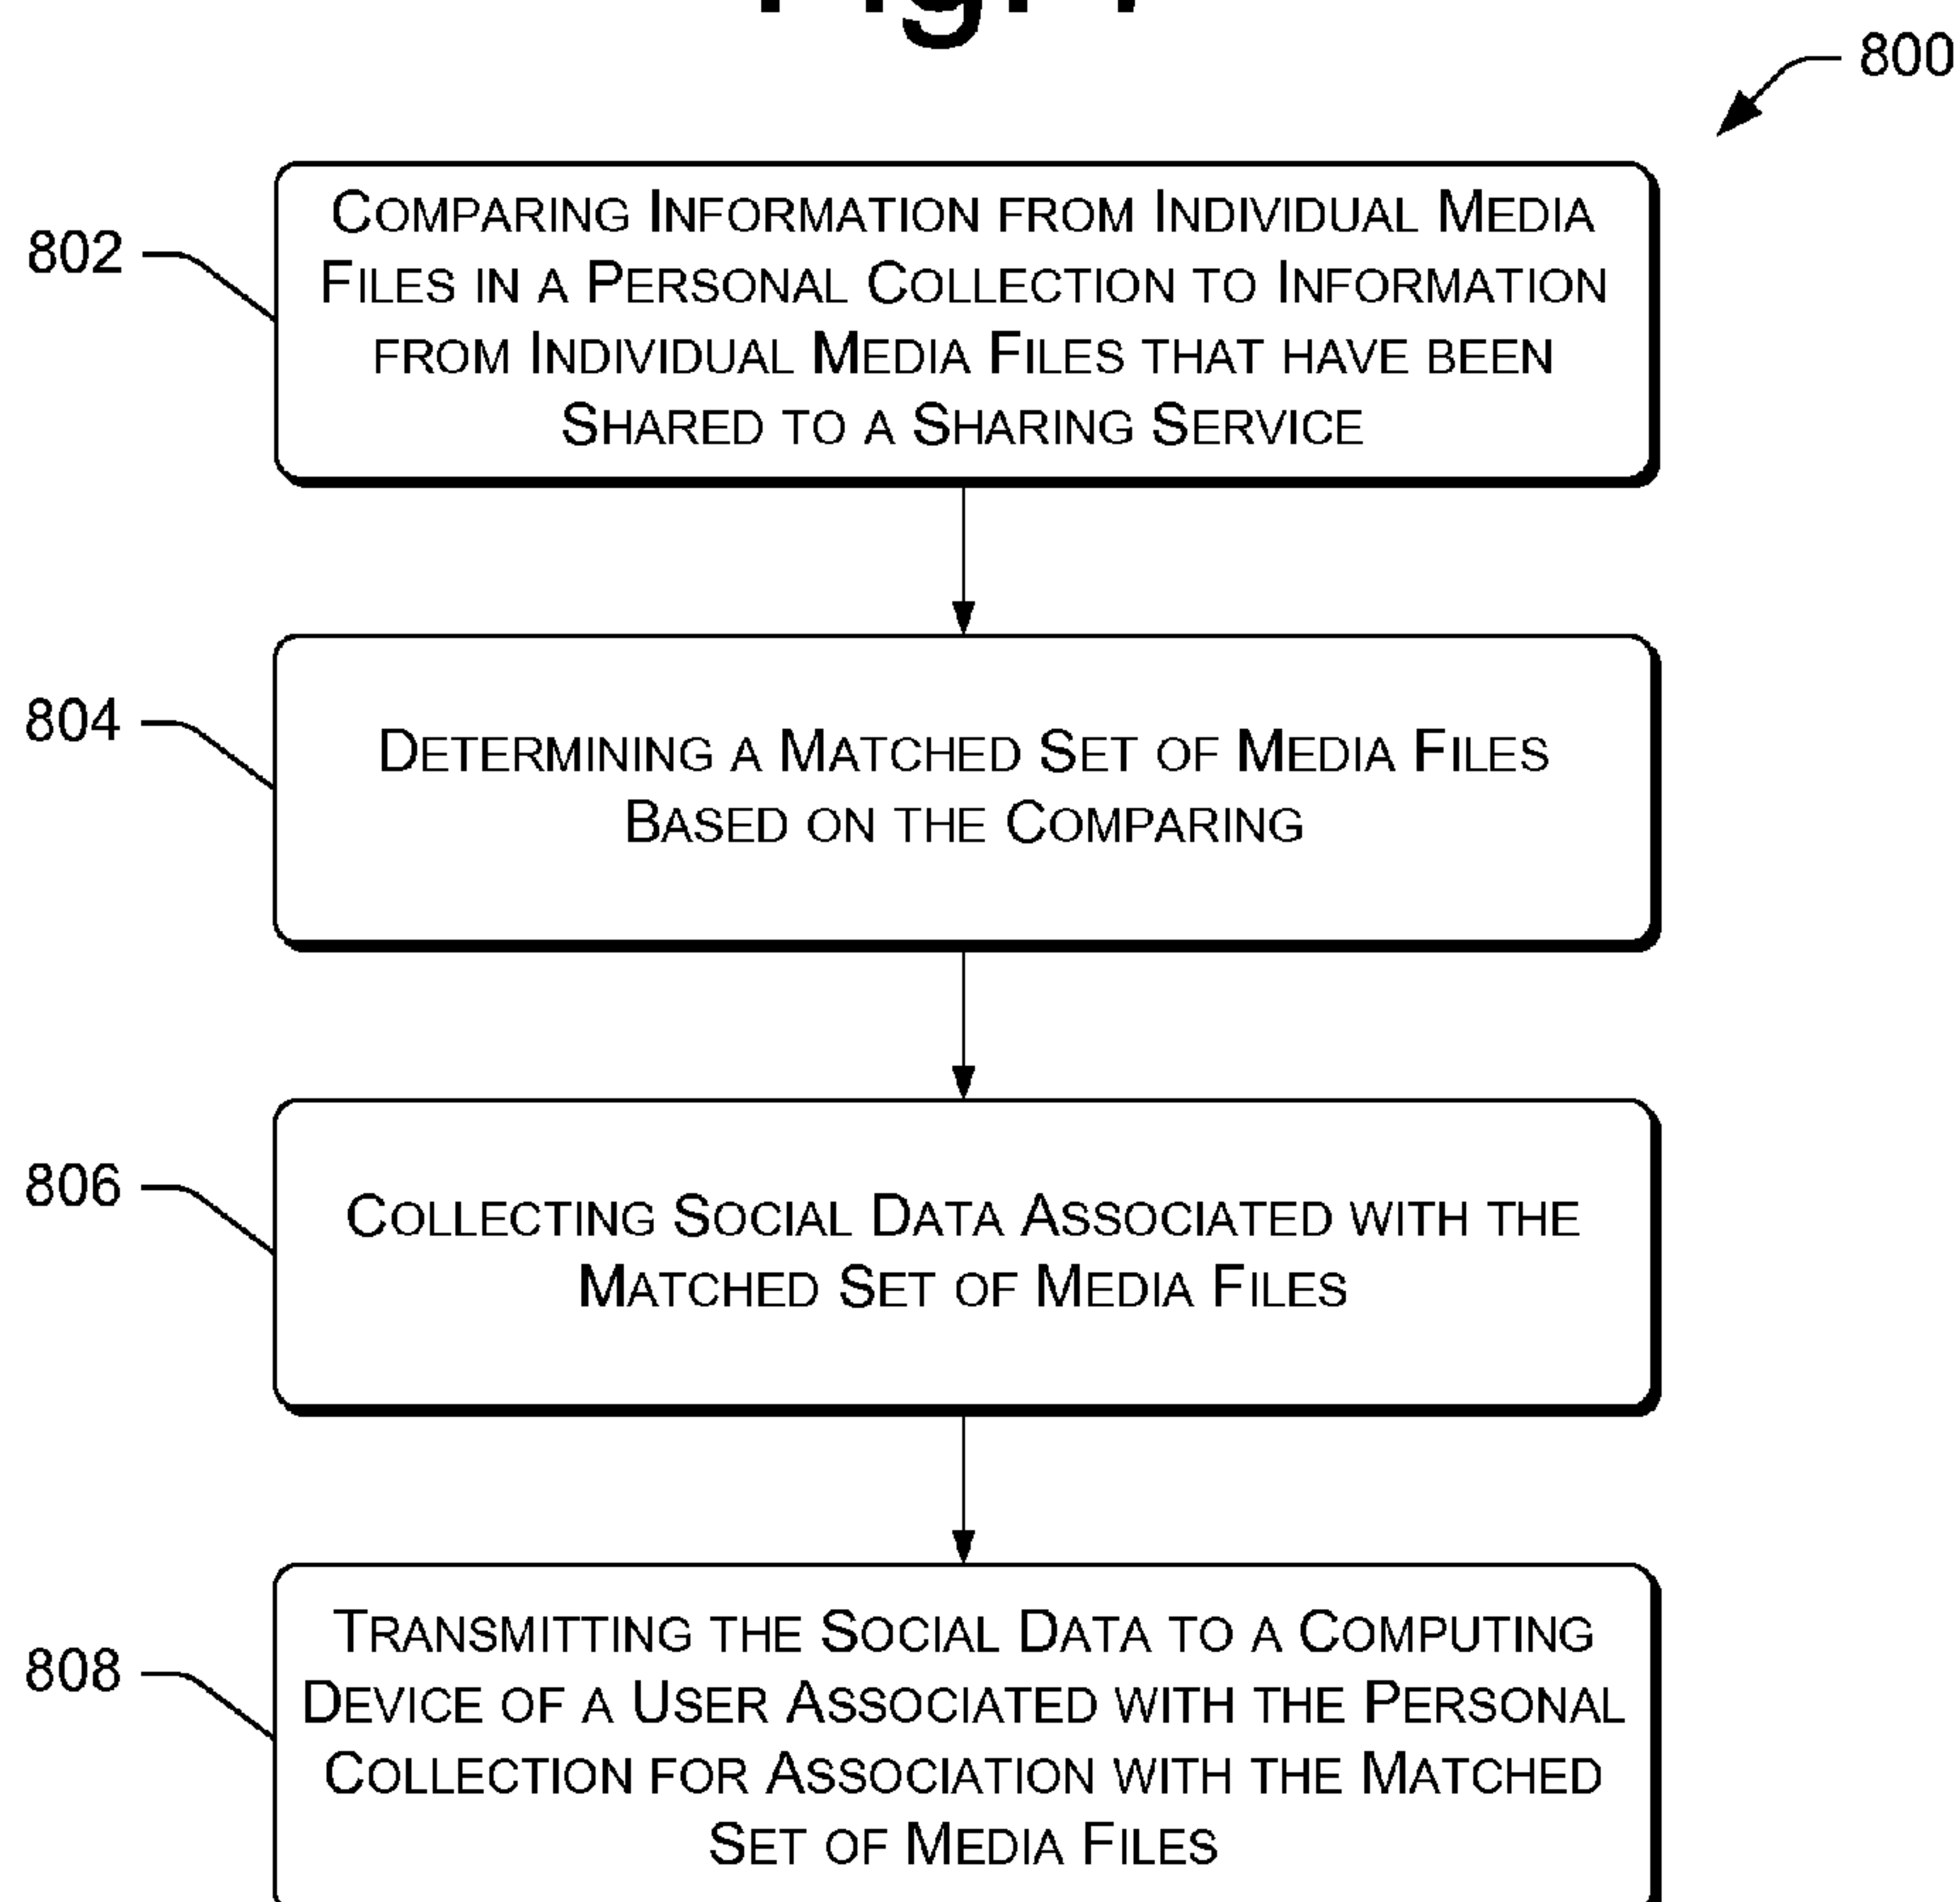 800
802
Comparing Information from Individual Media
Files in a Personal Collection to Information
from Individual Media Files that have been
Shared to a Sharing Service
804
Determining a Matched Set of Media Files
Based on the Comparing
806
Collecting Social Data Associated with the
Matched Set of Media Files
808
Transmitting the Social Data to a Computing
Device of a User Associated with the Personal
Collection for Association with the Matched
Set of Media Files